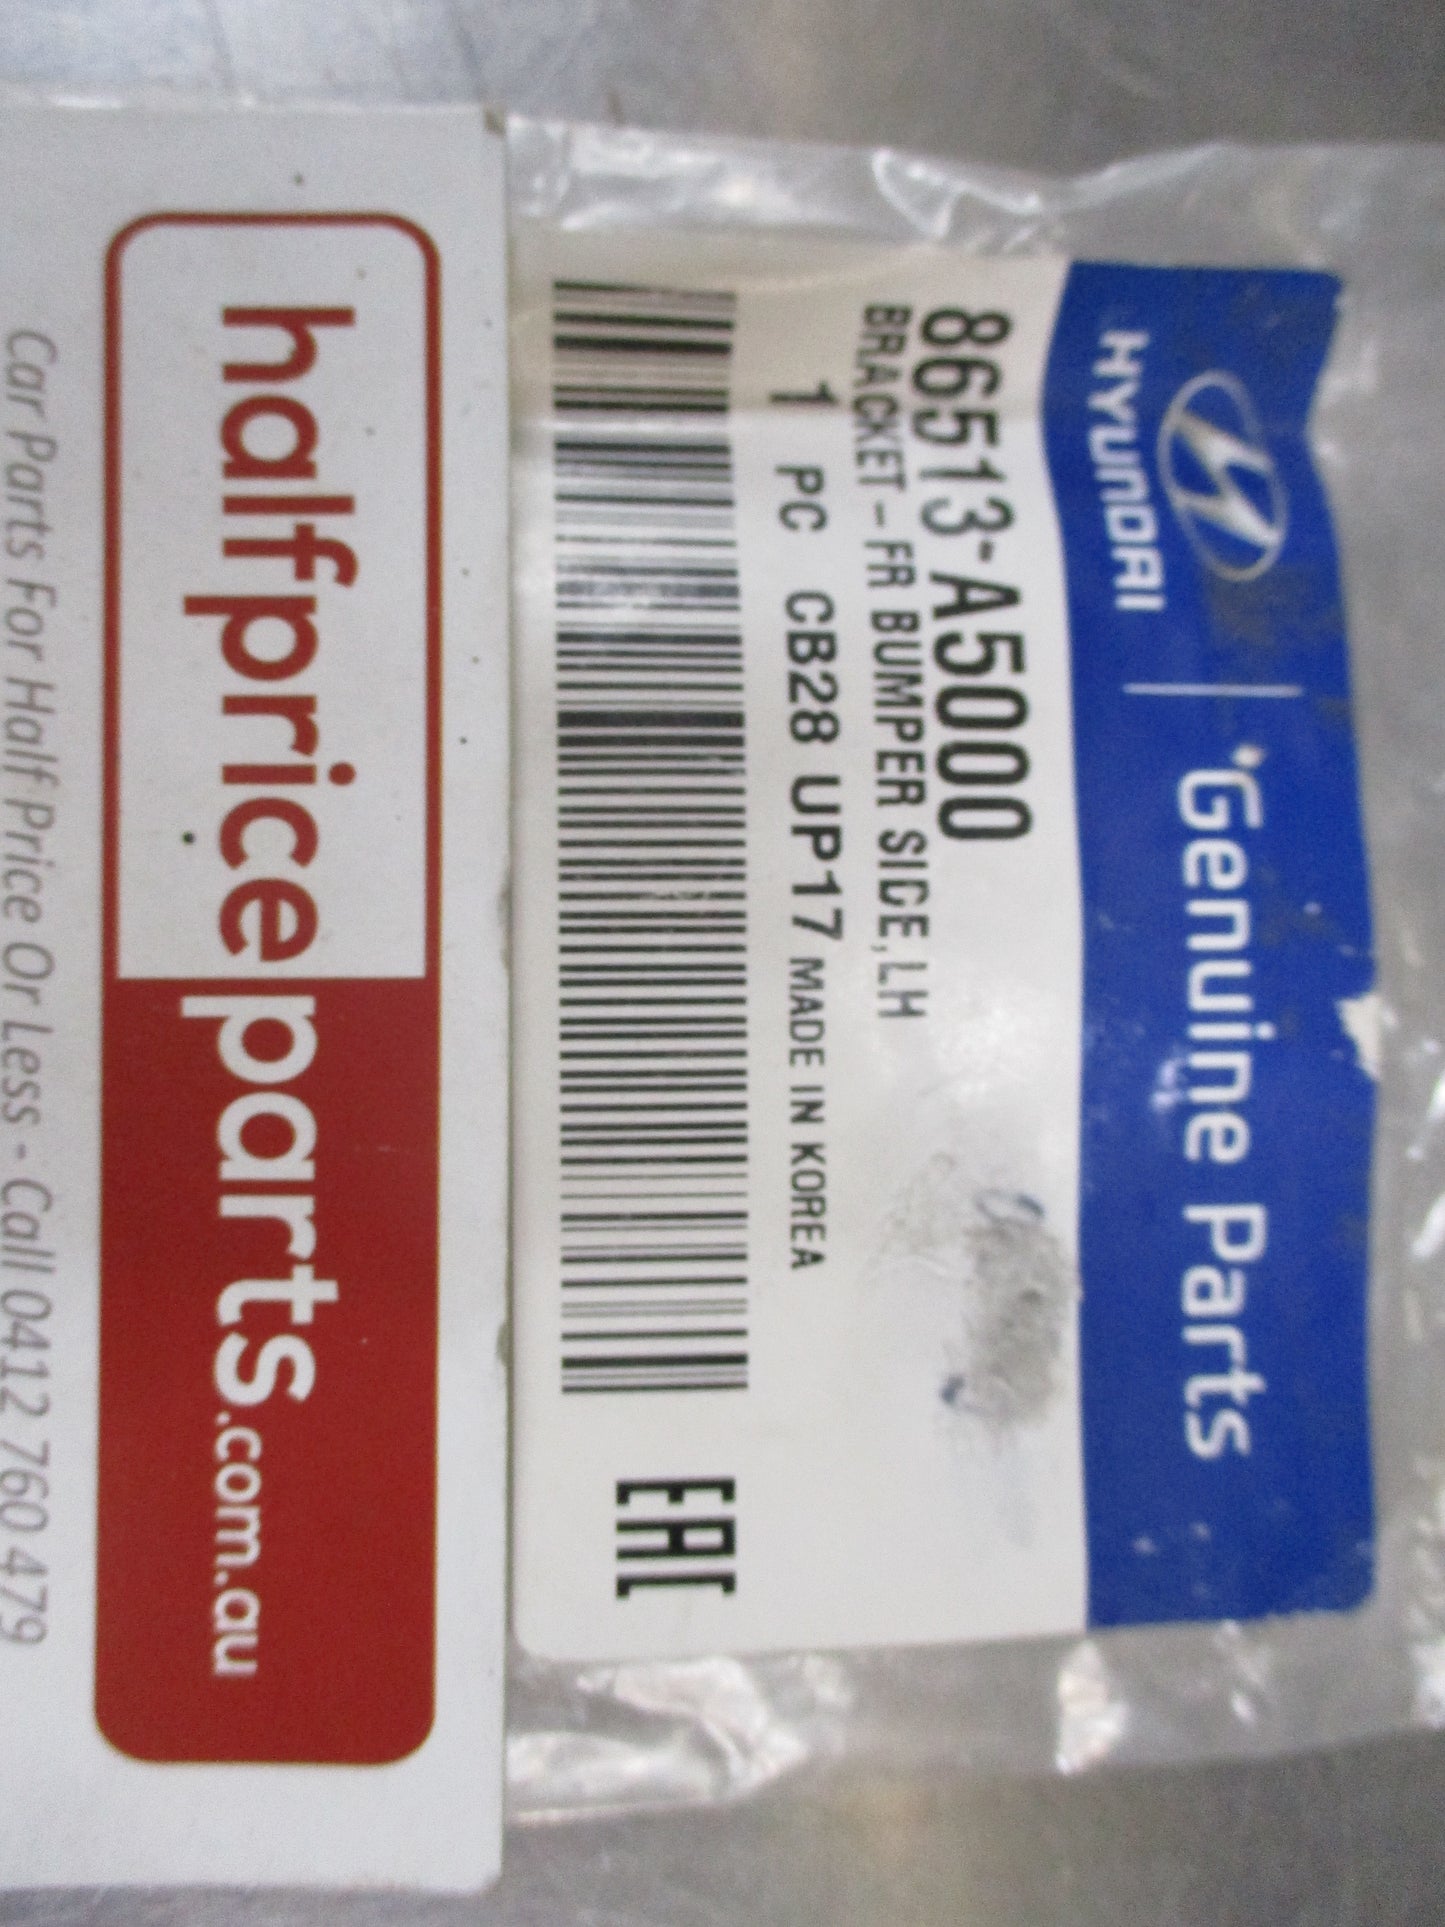 HYUNDAI
Genuine Parts
86513-A5000
BRACKET-FR BUMPER SIDE, LH
1 PC CB28 UP17 MADE IN KOREA
EAC
halfpriceparts.com.au
Car Parts For Half Price Or Less - Call 0412 760 479